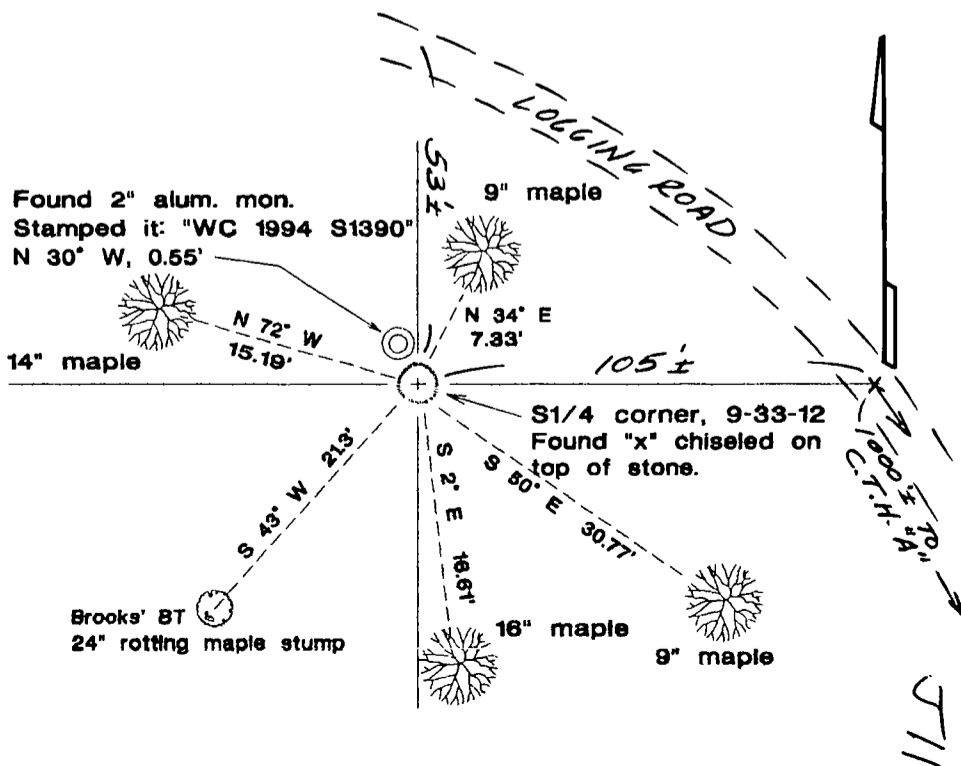 LOGGING ROAD
53'±
9" maple
Found 2" alum. mon.
Stamped it: "WC 1994 S1390"
N 30° W, 0.55'
N 34° E
7.33'
N 72° W
15.19'
14" maple
105'±
S1/4 corner, 9-33-12
Found "x" chiseled on
top of stone.
1000'± TO
C.T.H. "A"
S 43° W 21.3'
S 2° E 16.61'
S 50° E 30.77'
Brooks' BT
24" rotting maple stump
16" maple
9" maple